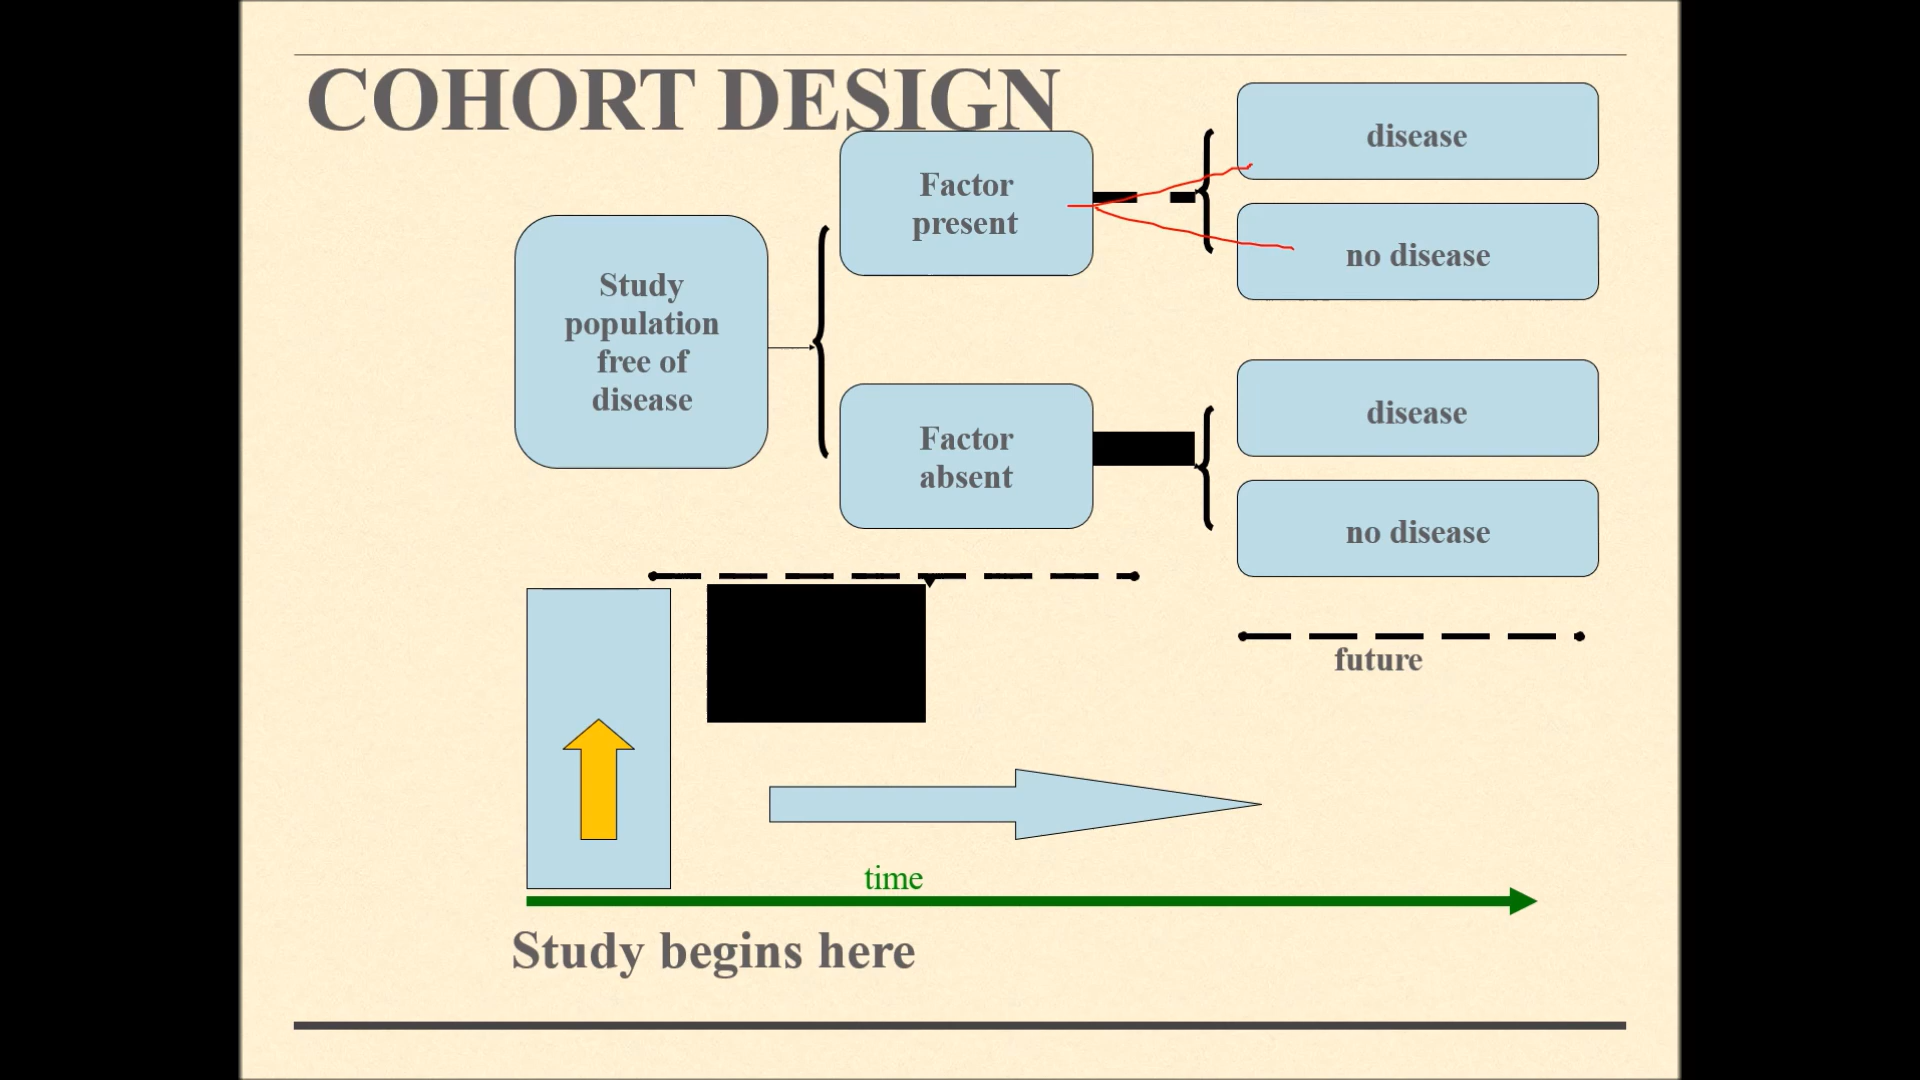 COHORT DESIGN
Study
population
free of
disease
Factor
present
Factor
absent
disease
no disease
disease
no disease
future
time
Study begins here